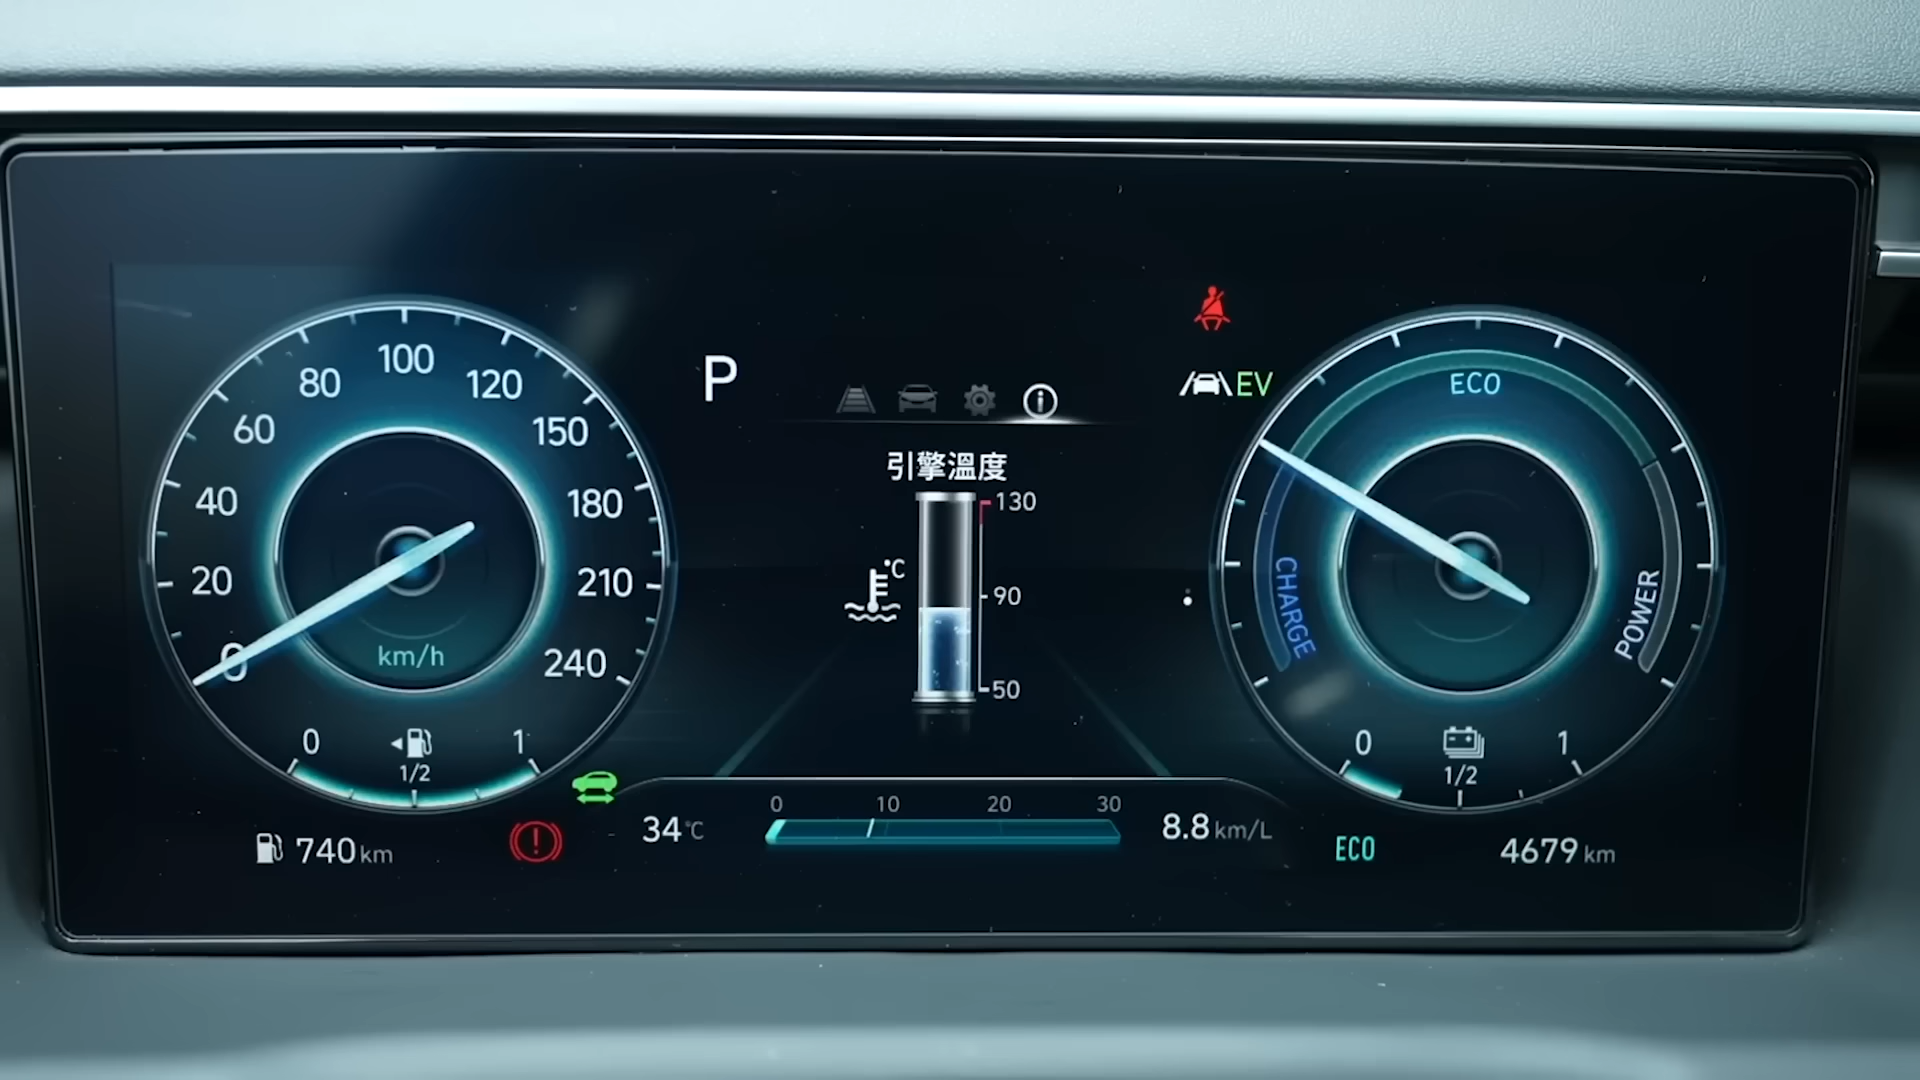 100
80
120
60
150
40
180
20
210
0
240
km/h
0
1
1/2
740 km
P
引擎溫度
130
°C
90
50
34°C
0 10 20 30
8.8 km/L
EV
ECO
CHARGE
POWER
0
1
1/2
ECO
4679 km